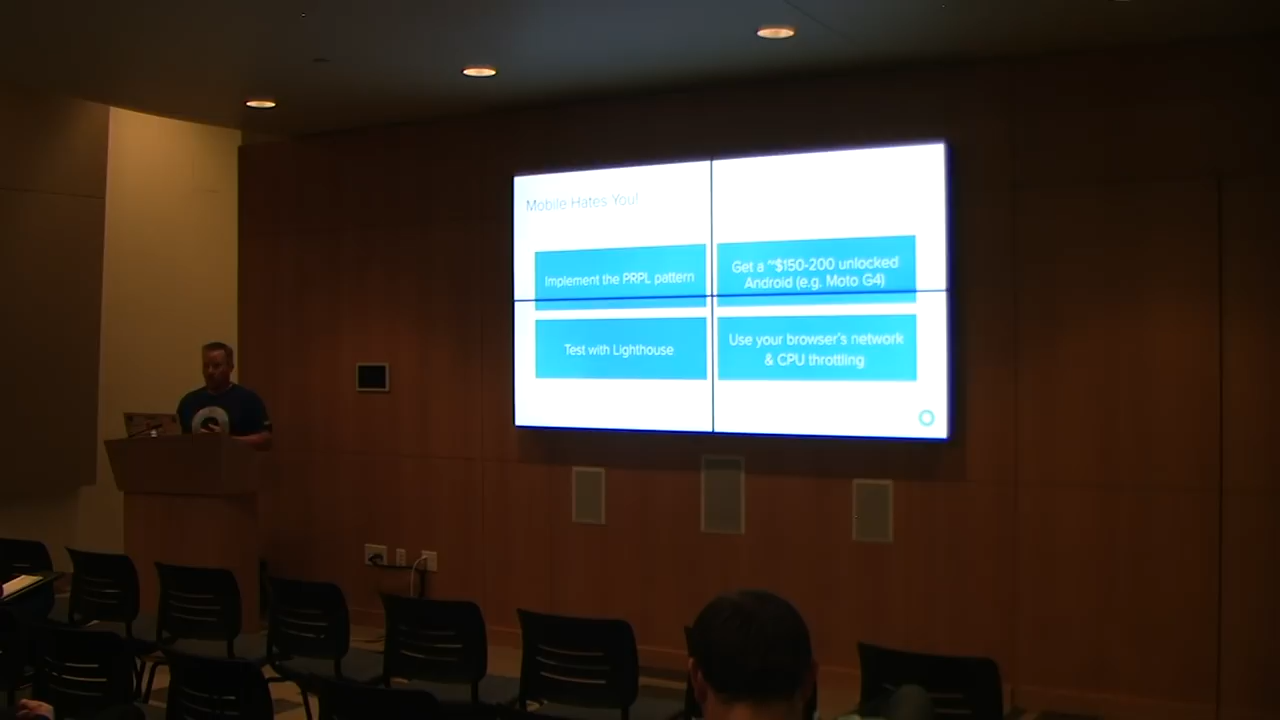 Mobile Hates You!
Implement the PRPL pattern
Get a ~$150-200 unlocked
Android (e.g. Moto G4)
Test with Lighthouse
Use your browser's network
& CPU throttling